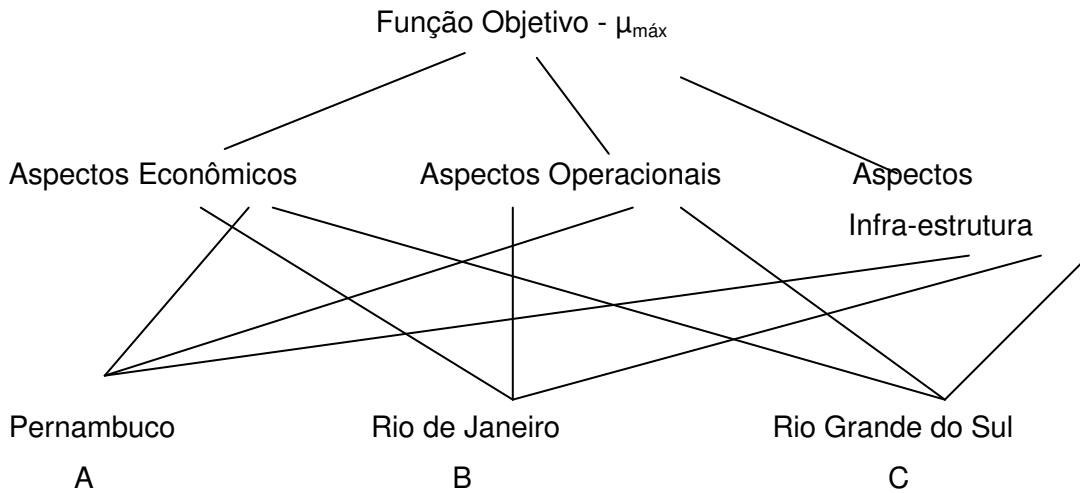 Função Objetivo - µmáx
Aspectos Econômicos
Aspectos Operacionais
Aspectos
Infra-estrutura
Pernambuco
Rio de Janeiro
Rio Grande do Sul
A
B
C